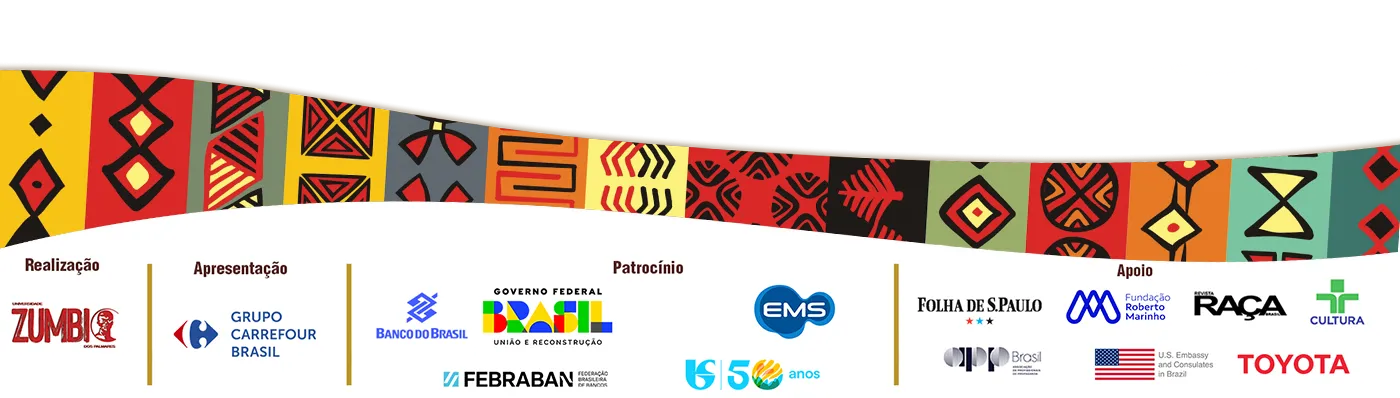 Realização
UNIVERSIDADE
ZUMBI
DOS PALMARES
Apresentação
GRUPO
CARREFOUR
BRASIL
Patrocínio
BANCO DO BRASIL
GOVERNO FEDERAL
BRASIL
UNIÃO E RECONSTRUÇÃO
EMS
FEBRABAN
FEDERAÇÃO
BRASILEIRA
DE BANCOS
50 anos
Apoio
FOLHA DE S.PAULO
Fundação
Roberto
Marinho
REVISTA
RAÇA
BRASIL
CULTURA
app Brasil
U.S. Embassy
and Consulates
in Brazil
TOYOTA